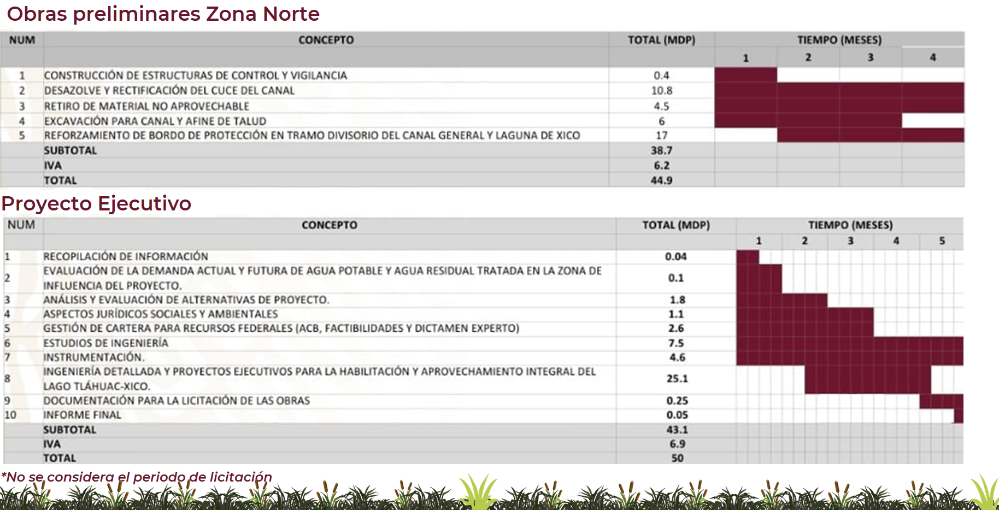 Obras preliminares Zona Norte
NUM CONCEPTO TOTAL (MDP) TIEMPO (MESES)
1 2 3 4
1 CONSTRUCCIÓN DE ESTRUCTURAS DE CONTROL Y VIGILANCIA 0.4
2 DESAZOLVE Y RECTIFICACIÓN DEL CUCE DEL CANAL 10.8
3 RETIRO DE MATERIAL NO APROVECHABLE 4.5
4 EXCAVACIÓN PARA CANAL Y AFINE DE TALUD 6
5 REFORZAMIENTO DE BORDO DE PROTECCIÓN EN TRAMO DIVISORIO DEL CANAL GENERAL Y LAGUNA DE XICO 17
SUBTOTAL 38.7
IVA 6.2
TOTAL 44.9
Proyecto Ejecutivo
NUM CONCEPTO TOTAL (MDP) TIEMPO (MESES)
1 2 3 4 5
1 RECOPILACIÓN DE INFORMACIÓN 0.04
2 EVALUACIÓN DE LA DEMANDA ACTUAL Y FUTURA DE AGUA POTABLE Y AGUA RESIDUAL TRATADA EN LA ZONA DE
INFLUENCIA DEL PROYECTO. 0.1
3 ANÁLISIS Y EVALUACIÓN DE ALTERNATIVAS DE PROYECTO. 1.8
4 ASPECTOS JURÍDICOS SOCIALES Y AMBIENTALES 1.1
5 GESTIÓN DE CARTERA PARA RECURSOS FEDERALES (ACB, FACTIBILIDADES Y DICTAMEN EXPERTO) 2.6
6 ESTUDIOS DE INGENIERÍA 7.5
7 INSTRUMENTACIÓN. 4.6
8 INGENIERÍA DETALLADA Y PROYECTOS EJECUTIVOS PARA LA HABILITACIÓN Y APROVECHAMIENTO INTEGRAL DEL
LAGO TLÁHUAC-XICO. 25.1
9 DOCUMENTACIÓN PARA LA LICITACIÓN DE LAS OBRAS 0.25
10 INFORME FINAL 0.05
SUBTOTAL 43.1
IVA 6.9
TOTAL 50
*No se considera el periodo de licitación